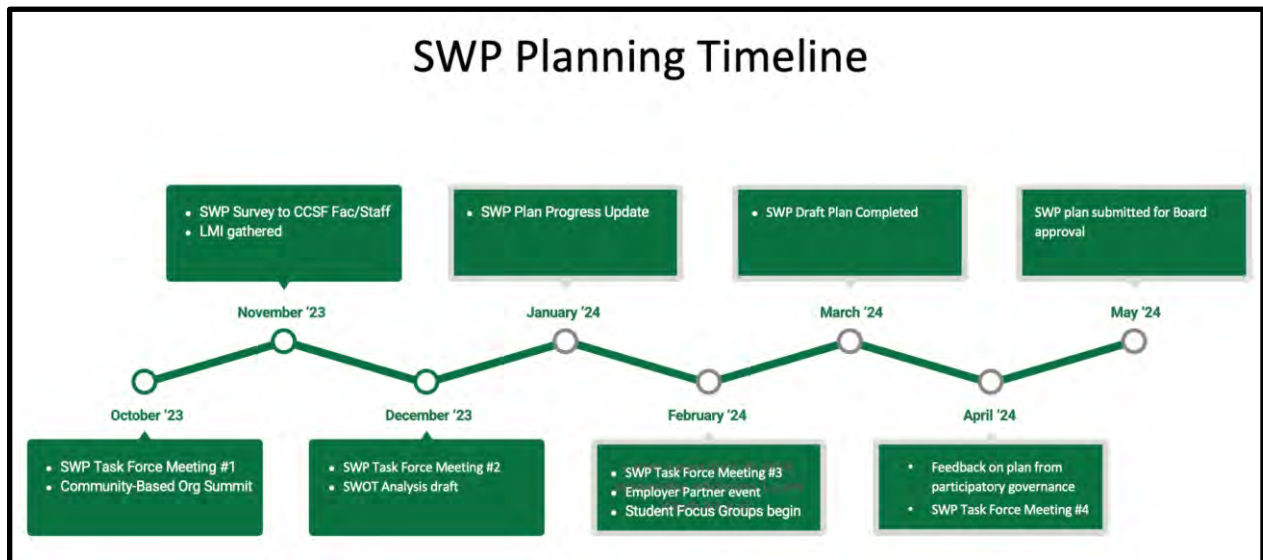 SWP Planning Timeline
• SWP Survey to CCSF Fac/Staff
• LMI gathered
• SWP Plan Progress Update
• SWP Draft Plan Completed
SWP plan submitted for Board
approval
November '23
January '24
March '24
May '24
October '23
December '23
February '24
April '24
• SWP Task Force Meeting #1
• Community-Based Org Summit
• SWP Task Force Meeting #2
• SWOT Analysis draft
• SWP Task Force Meeting #3
• Employer Partner event
• Student Focus Groups begin
• Feedback on plan from
participatory governance
• SWP Task Force Meeting #4